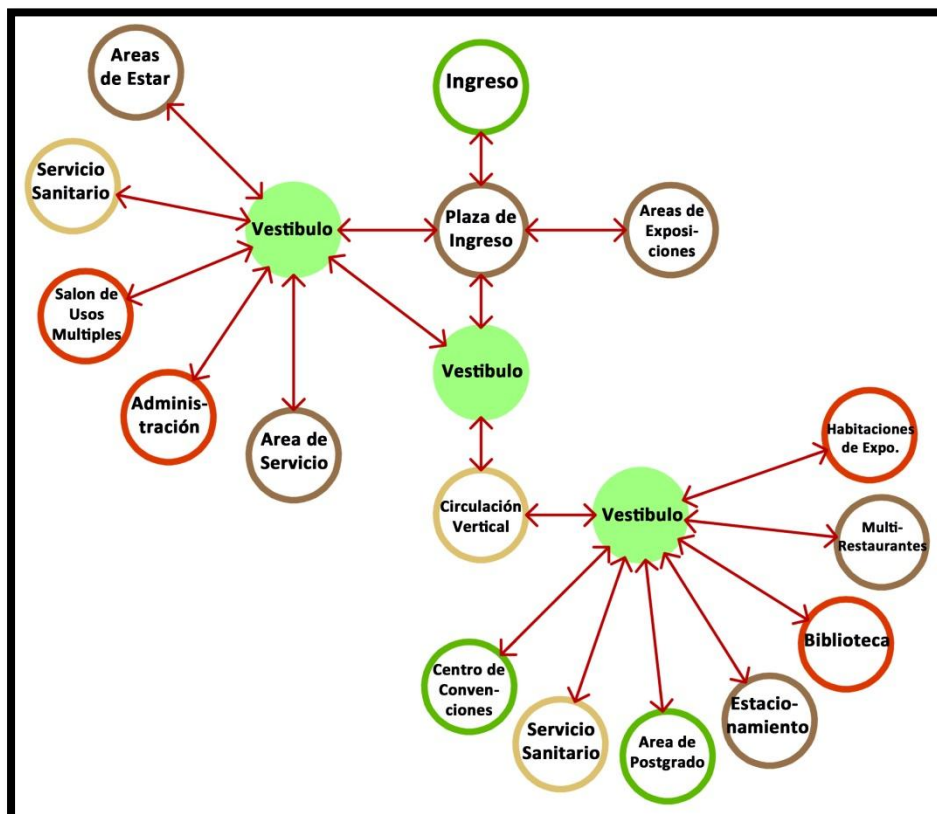 Areas
de Estar
Ingreso
Servicio
Sanitario
Vestibulo
Plaza de
Ingreso
Areas de
Exposi-
ciones
Salon de
Usos
Multiples
Vestibulo
Adminis-
tración
Area de
Servicio
Habitaciones
de Expo.
Circulación
Vertical
Vestibulo
Multi-
Restaurantes
Biblioteca
Centro de
Conven-
ciones
Estacio-
namiento
Servicio
Sanitario
Area de
Postgrado